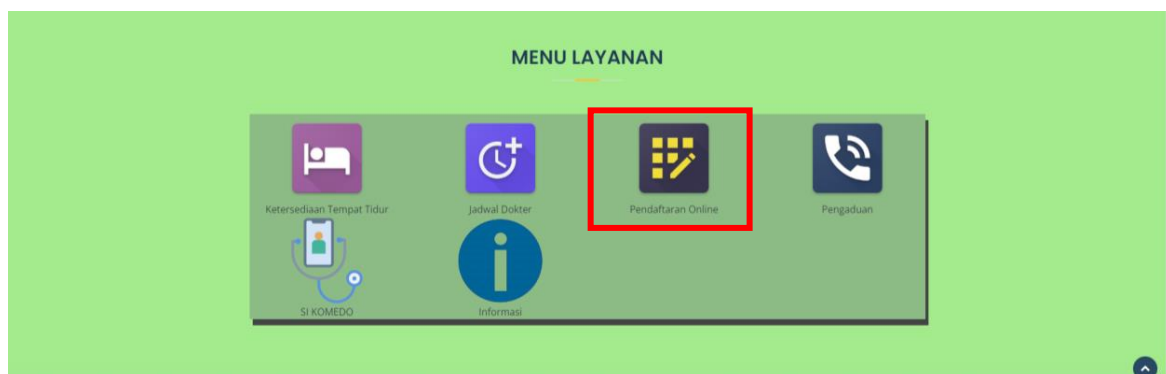 MENU LAYANAN
Ketersediaan Tempat Tidur
Jadwal Dokter
Pendaftaran Online
Pengaduan
SI KOMEDO
Informasi